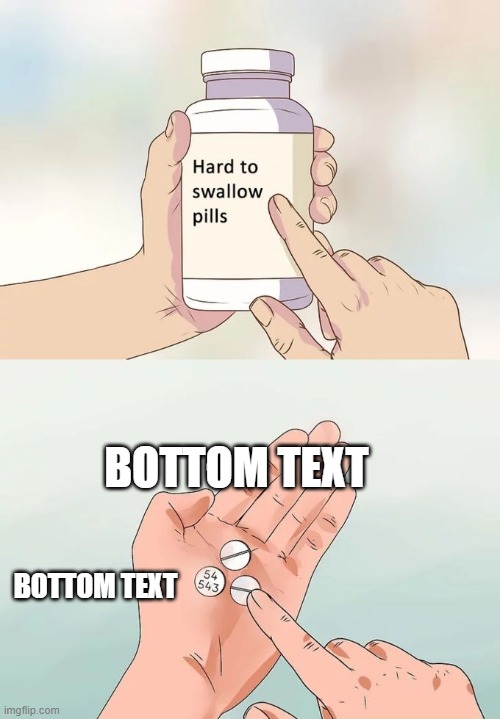 Hard to
swallow
pills
BOTTOM TEXT
BOTTOM TEXT
54
543
imgflip.com